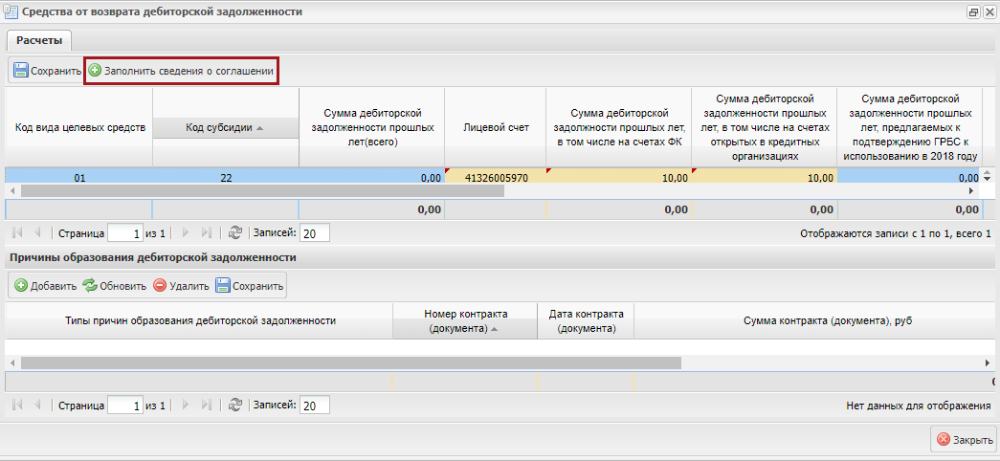 Средства от возврата дебиторской задолженности
Расчеты
Сохранить Заполнить сведения о соглашении
Код вида целевых средств
Код субсидии
Сумма дебиторской
задолженности прошлых
лет(всего)
Лицевой счет
Сумма дебиторской
задолжности прошлых лет,
в том числе на счетах ФК
Сумма дебиторской
задолженности прошлых
лет, в том числе на счетах
открытых в кредитных
организациях
Сумма дебиторской
задолженности прошлых
лет, предлагаемых к
подтверждению ГРБС к
использованию в 2018 году
01 22 0,00 41326005970 10,00 10,00 0,00
0,00 0,00 0,00 0,00
Страница 1 из 1 Записей: 20 Отображаются записи с 1 по 1, всего 1
Причины образования дебиторской задолженности
Добавить Обновить Удалить Сохранить
Типы причин образования дебиторской задолженности
Номер контракта
(документа)
Дата контракта
(документа)
Сумма контракта (документа), руб
Страница 1 из 1 Записей: 20 Нет данных для отображения
Закрыть